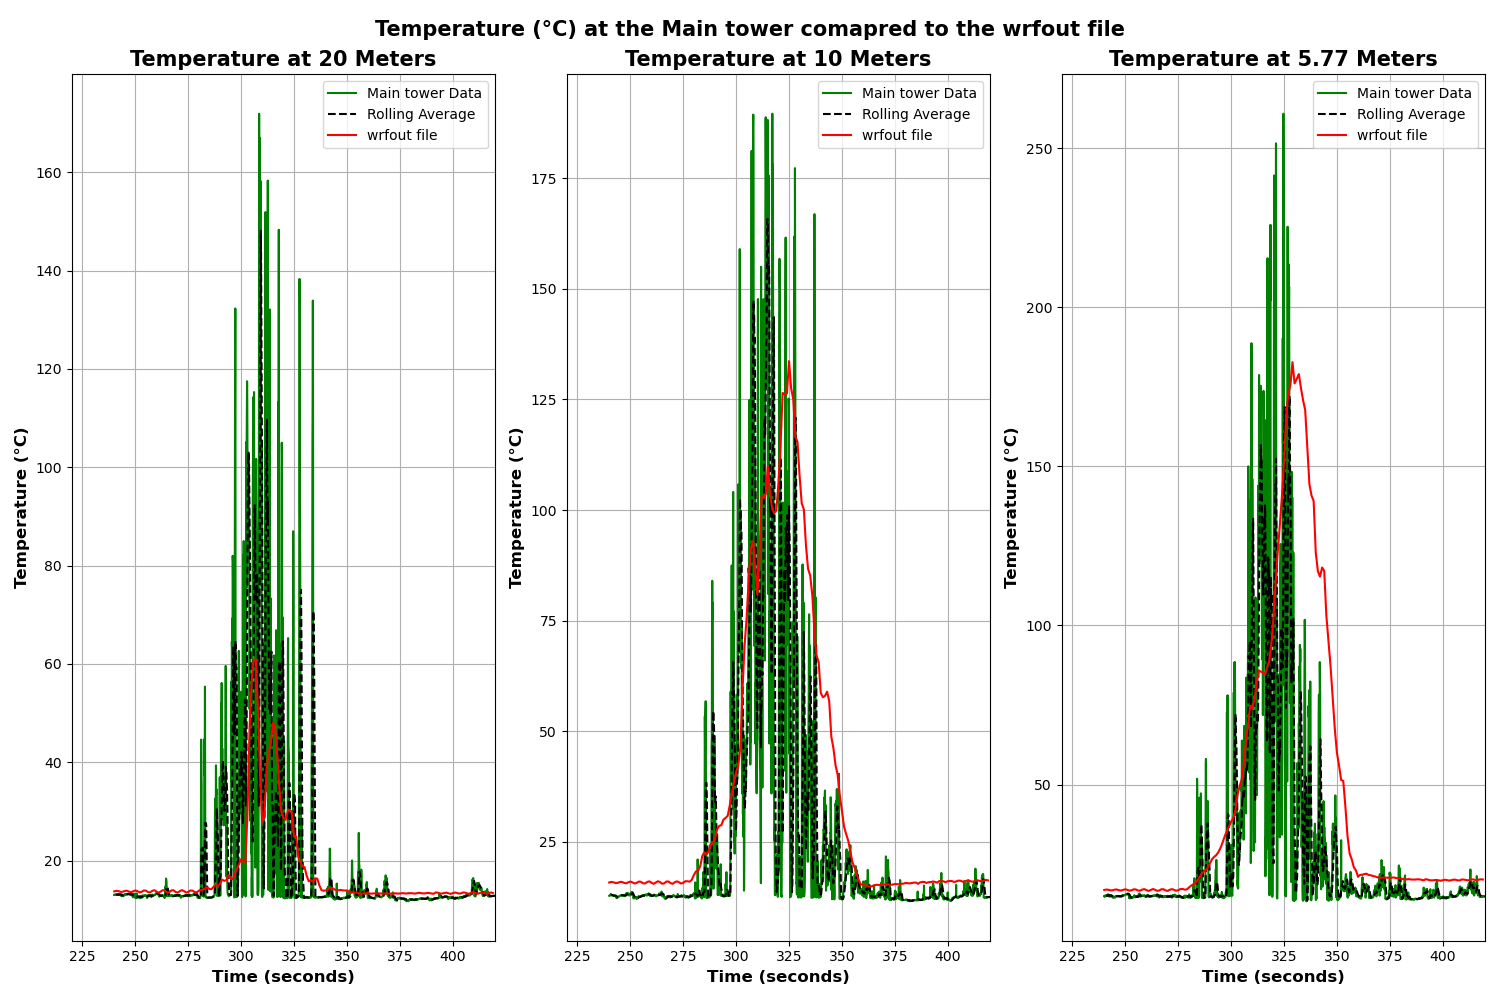 Temperature (°C) at the Main tower comapred to the wrfout file
Temperature at 20 Meters
Main tower Data
Rolling Average
wrfout file
160
140
120
100
80
60
40
20
Temperature (°C)
225 250 275 300 325 350 375 400
Time (seconds)
Temperature at 10 Meters
Main tower Data
Rolling Average
wrfout file
175
150
125
100
75
50
25
Temperature (°C)
225 250 275 300 325 350 375 400
Time (seconds)
Temperature at 5.77 Meters
Main tower Data
Rolling Average
wrfout file
250
200
150
100
50
Temperature (°C)
225 250 275 300 325 350 375 400
Time (seconds)